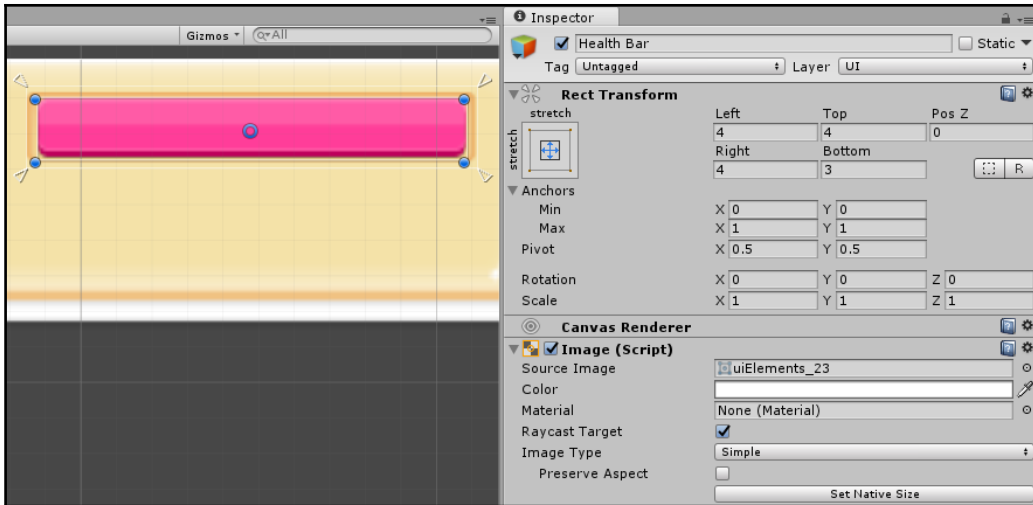 Gizmos
All
Inspector
Health Bar
Static
Tag Untagged Layer UI
Rect Transform
stretch
stretch
Left Top Pos Z
4 4 0
Right Bottom
4 3
R
Anchors
Min X 0 Y 0
Max X 1 Y 1
Pivot X 0.5 Y 0.5
Rotation X 0 Y 0 Z 0
Scale X 1 Y 1 Z 1
Canvas Renderer
Image (Script)
Source Image uiElements_23
Color
Material None (Material)
Raycast Target
Image Type Simple
Preserve Aspect
Set Native Size